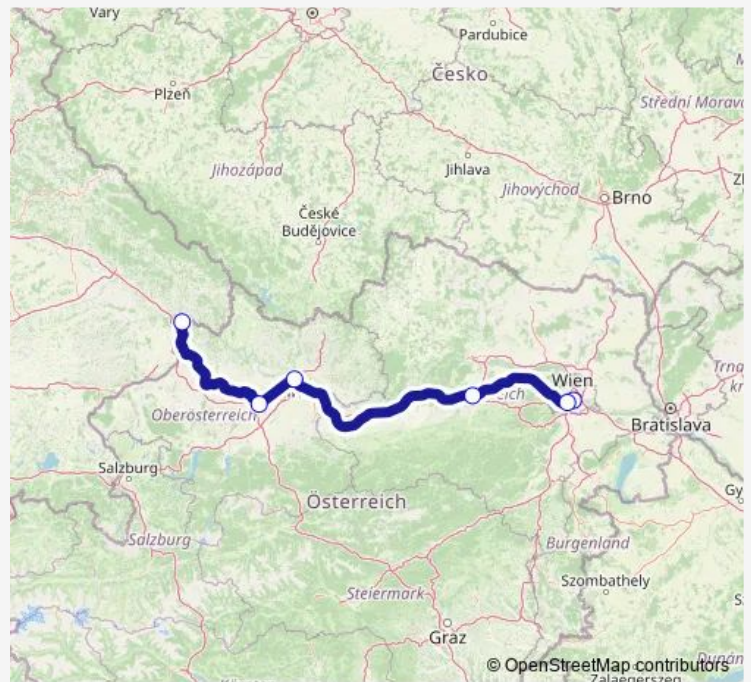 Vary
Pardubice
Česko
Plzeň
Střední Morava
Jihlava
Jihozápad
Jihovýchod
Brno
České
Budějovice
Wien
Oberösterreich
Bratislava
Salzburg
Österreich
Salzburg
Burgenland
Szombathely
Steiermark
Graz
© OpenStreetMap contributors
Zalaegerszeg